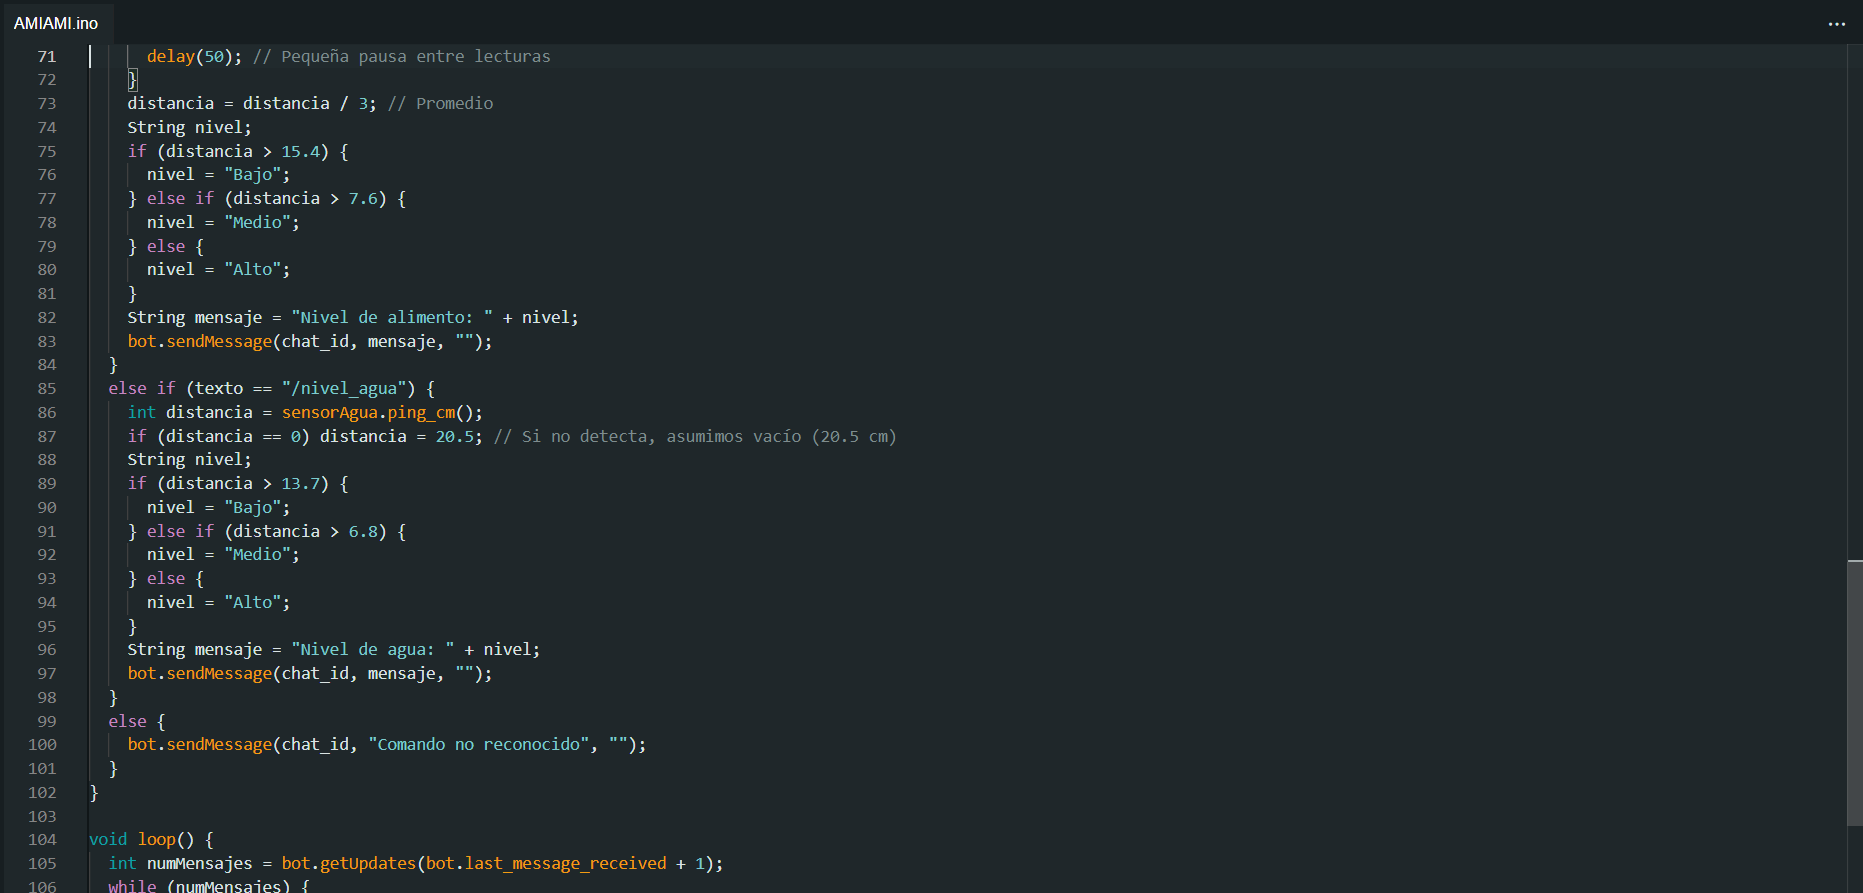 AMIAMI.ino
71 delay(50); // Pequeña pausa entre lecturas
72 }
73 distancia = distancia / 3; // Promedio
74 String nivel;
75 if (distancia > 15.4) {
76 nivel = "Bajo";
77 } else if (distancia > 7.6) {
78 nivel = "Medio";
79 } else {
80 nivel = "Alto";
81 }
82 String mensaje = "Nivel de alimento: " + nivel;
83 bot.sendMessage(chat_id, mensaje, "");
84 }
85 else if (texto == "/nivel_agua") {
86 int distancia = sensorAgua.ping_cm();
87 if (distancia == 0) distancia = 20.5; // Si no detecta, asumimos vacío (20.5 cm)
88 String nivel;
89 if (distancia > 13.7) {
90 nivel = "Bajo";
91 } else if (distancia > 6.8) {
92 nivel = "Medio";
93 } else {
94 nivel = "Alto";
95 }
96 String mensaje = "Nivel de agua: " + nivel;
97 bot.sendMessage(chat_id, mensaje, "");
98 }
99 else {
100 bot.sendMessage(chat_id, "Comando no reconocido", "");
101 }
102 }
103
104 void loop() {
105 int numMensajes = bot.getUpdates(bot.last_message_received + 1);
106 while (numMensajes) {